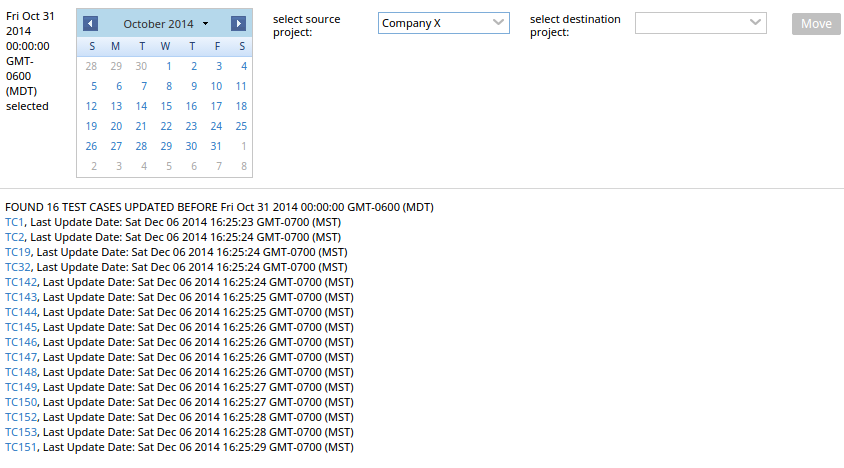 Fri Oct 31
2014
00:00:00
GMT-
0600
(MDT)
selected
October 2014
S M T W T F S
28 29 30 1 2 3 4
5 6 7 8 9 10 11
12 13 14 15 16 17 18
19 20 21 22 23 24 25
26 27 28 29 30 31 1
2 3 4 5 6 7 8
select source
project:
Company X
select destination
project:
Move
FOUND 16 TEST CASES UPDATED BEFORE Fri Oct 31 2014 00:00:00 GMT-0600 (MDT)
TC1, Last Update Date: Sat Dec 06 2014 16:25:23 GMT-0700 (MST)
TC2, Last Update Date: Sat Dec 06 2014 16:25:24 GMT-0700 (MST)
TC19, Last Update Date: Sat Dec 06 2014 16:25:24 GMT-0700 (MST)
TC32, Last Update Date: Sat Dec 06 2014 16:25:24 GMT-0700 (MST)
TC142, Last Update Date: Sat Dec 06 2014 16:25:24 GMT-0700 (MST)
TC143, Last Update Date: Sat Dec 06 2014 16:25:25 GMT-0700 (MST)
TC144, Last Update Date: Sat Dec 06 2014 16:25:25 GMT-0700 (MST)
TC145, Last Update Date: Sat Dec 06 2014 16:25:26 GMT-0700 (MST)
TC146, Last Update Date: Sat Dec 06 2014 16:25:26 GMT-0700 (MST)
TC147, Last Update Date: Sat Dec 06 2014 16:25:26 GMT-0700 (MST)
TC148, Last Update Date: Sat Dec 06 2014 16:25:26 GMT-0700 (MST)
TC149, Last Update Date: Sat Dec 06 2014 16:25:27 GMT-0700 (MST)
TC150, Last Update Date: Sat Dec 06 2014 16:25:27 GMT-0700 (MST)
TC152, Last Update Date: Sat Dec 06 2014 16:25:28 GMT-0700 (MST)
TC153, Last Update Date: Sat Dec 06 2014 16:25:28 GMT-0700 (MST)
TC151, Last Update Date: Sat Dec 06 2014 16:25:29 GMT-0700 (MST)